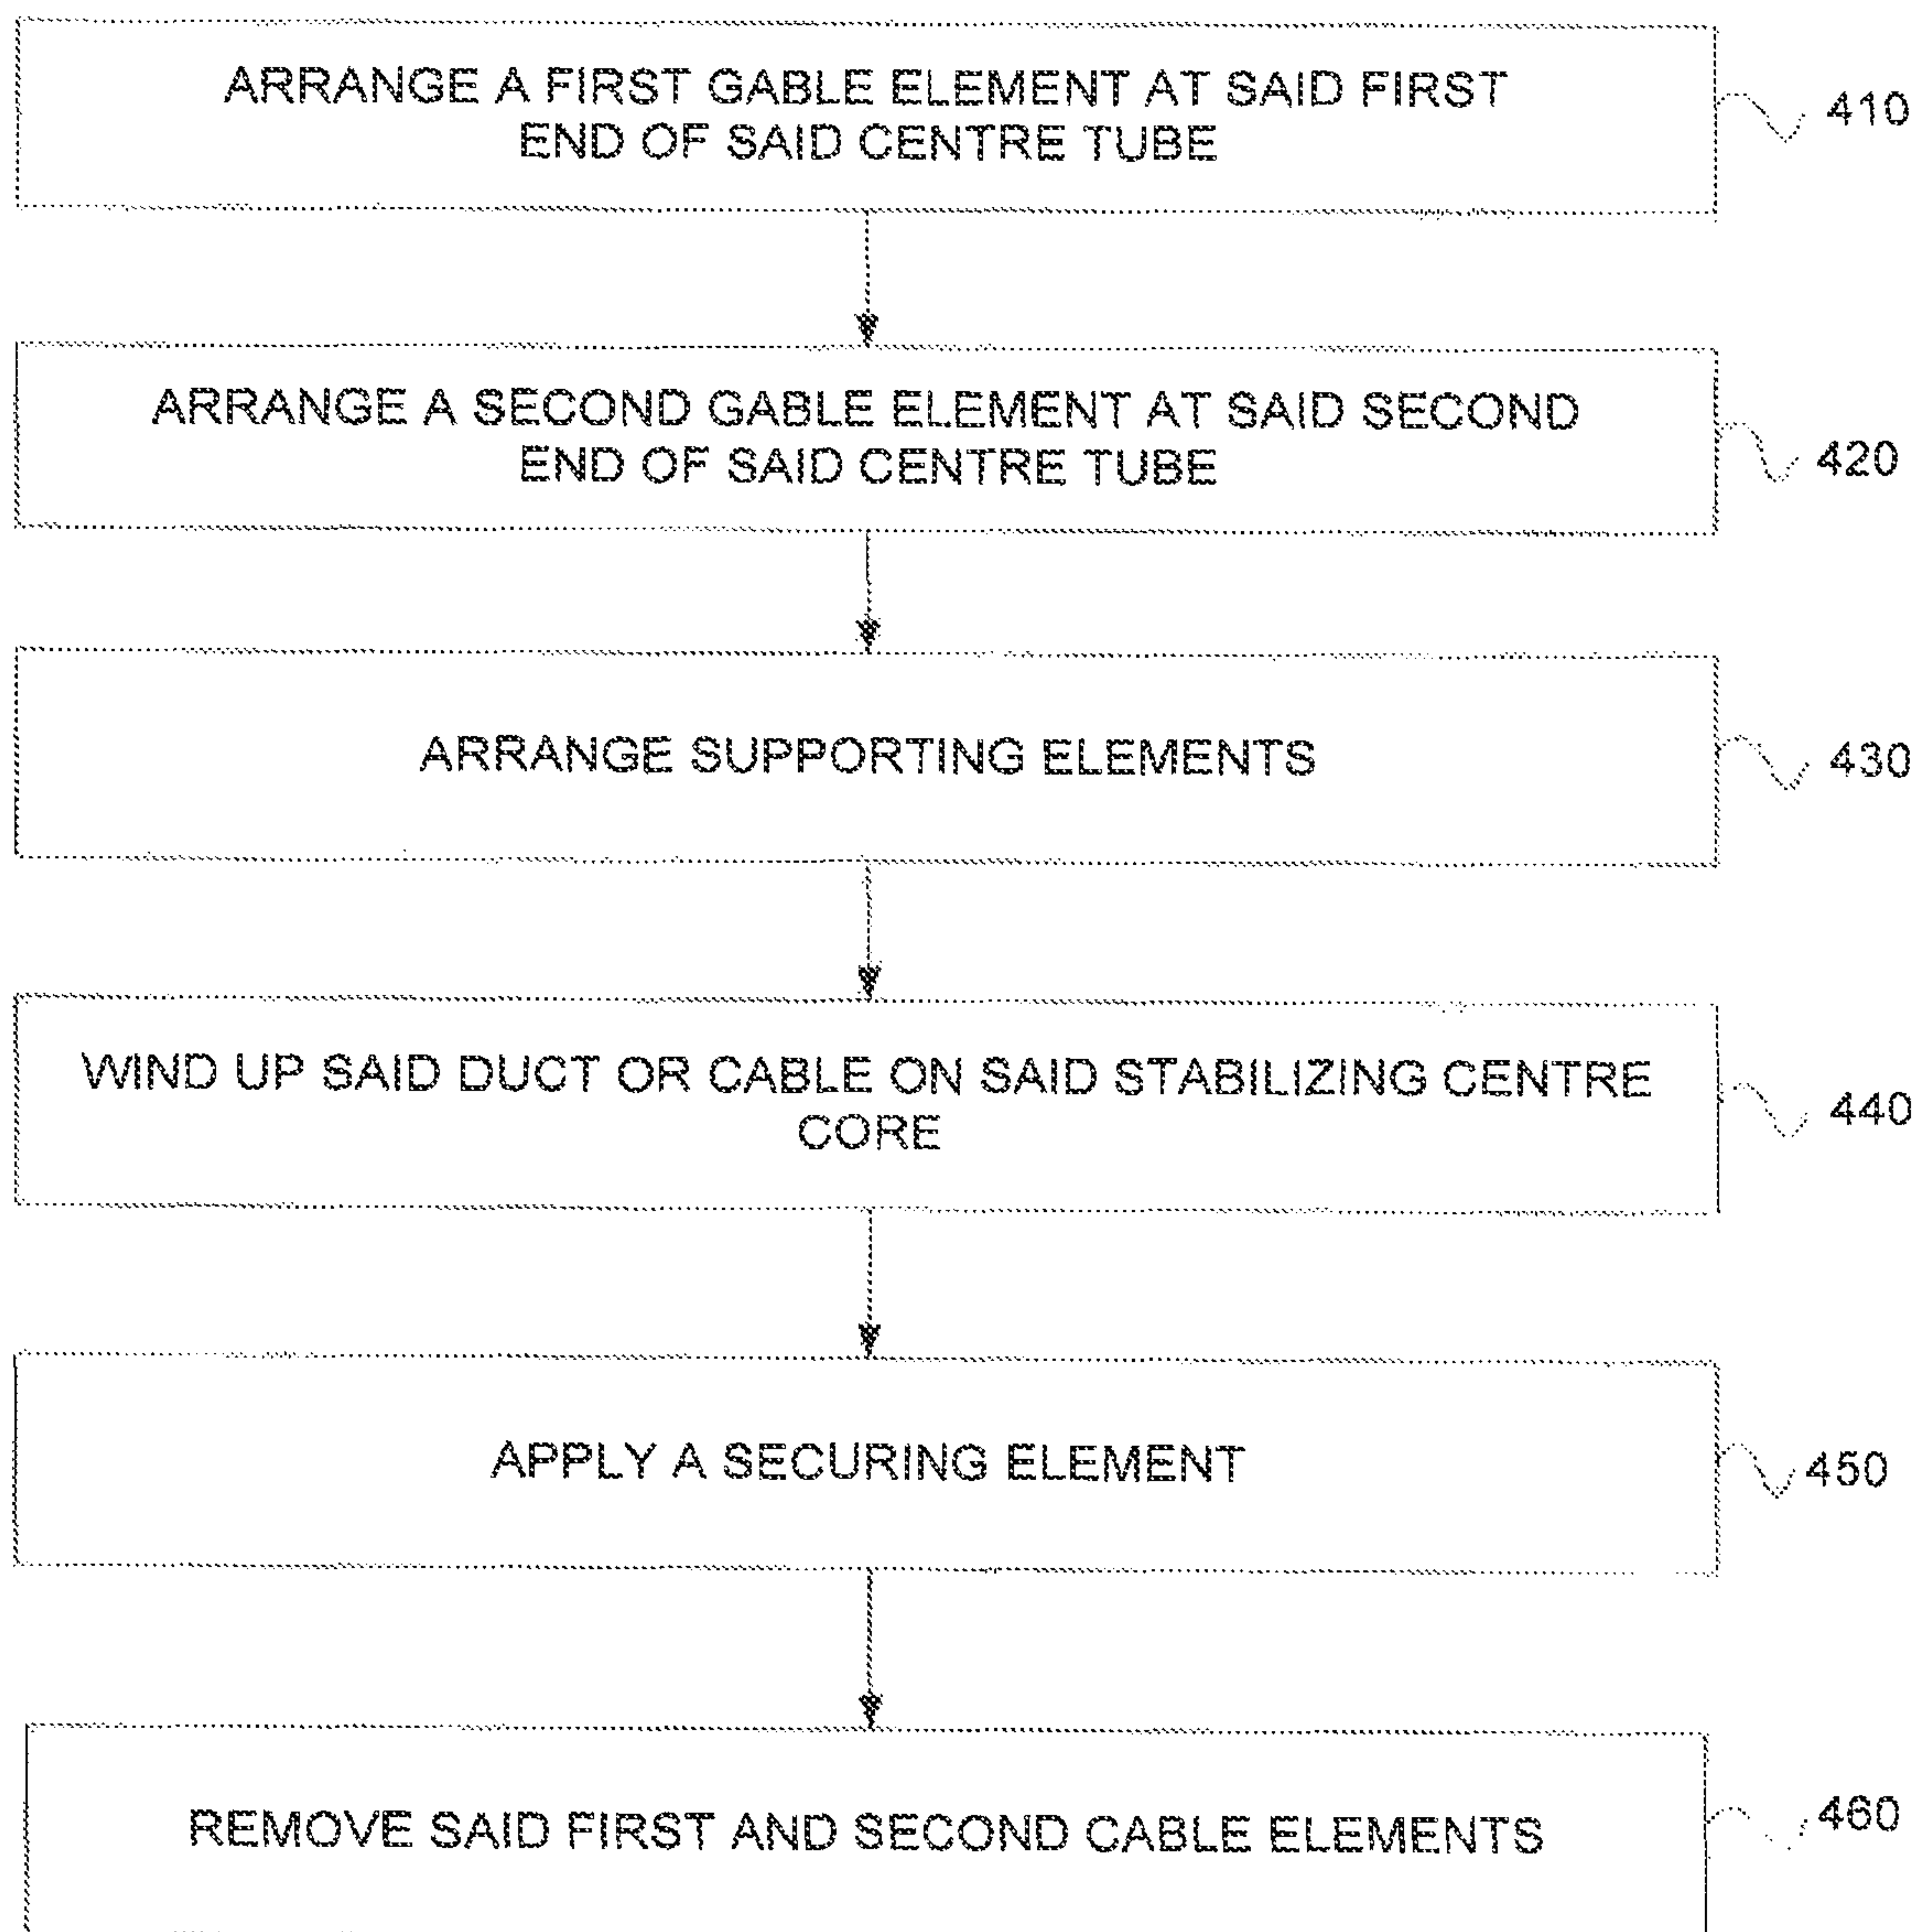 ARRANGE A FIRST GABLE ELEMENT AT SAID FIRST
END OF SAID CENTRE TUBE
410
ARRANGE A SECOND GABLE ELEMENT AT SAID SECOND
END OF SAID CENTRE TUBE
420
ARRANGE SUPPORTING ELEMENTS
430
WIND UP SAID DUCT OR CABLE ON SAID STABILIZING CENTRE
CORE
440
APPLY A SECURING ELEMENT
450
REMOVE SAID FIRST AND SECOND CABLE ELEMENTS
460